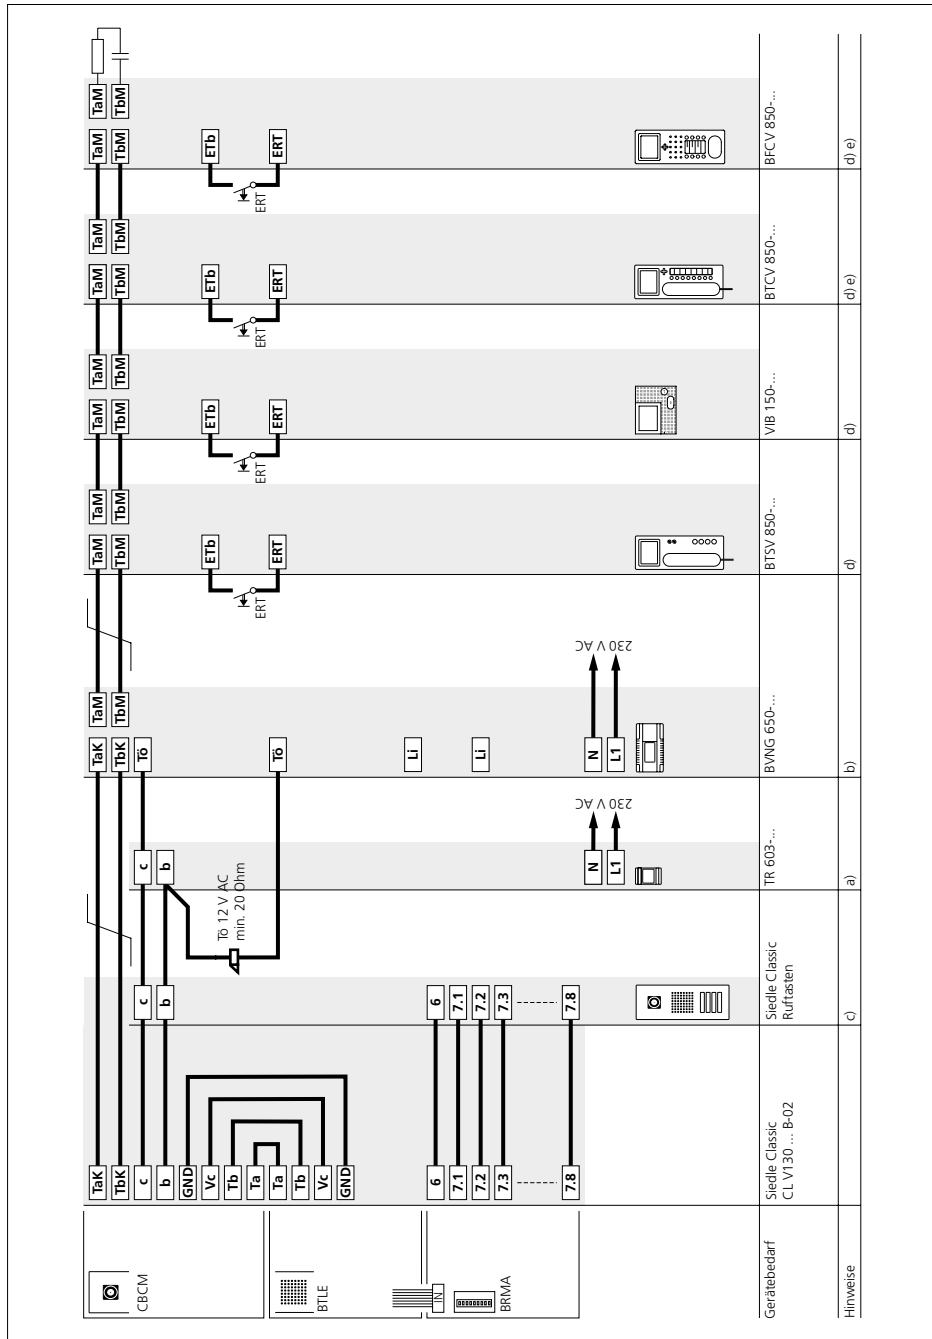 TaK TaK TaM TaM TaM TaM TaM TaM TaM TaM TaM
TbK TbK TbM TbM TbM TbM TbM TbM TbM TbM TbM
CBCM
c c c Tö
b b b
GND
Vc ETb ETb ETb ETb
Tö 12 V AC
min. 20 Ohm
Tb
Ta
ERT ERT ERT ERT
Ta Tö ERT ERT ERT ERT
Tb
BTLE
Vc
GND
Li
IN
6 6
7.1 7.1
7.2 7.2 Li
BRMA
7.3 7.3
7.8 7.8
N N
L1 L1
230 V AC 230 V AC
Gerätebedarf
Siedle Classic
CL V130 ... B-02
Siedle Classic
Ruftasten
TR 603-...
BVNG 650-...
BTSV 850-...
VIB 150-...
BTCV 850-...
BFCV 850-...
Hinweise
c)
a)
b)
d)
d)
d) e)
d) e)